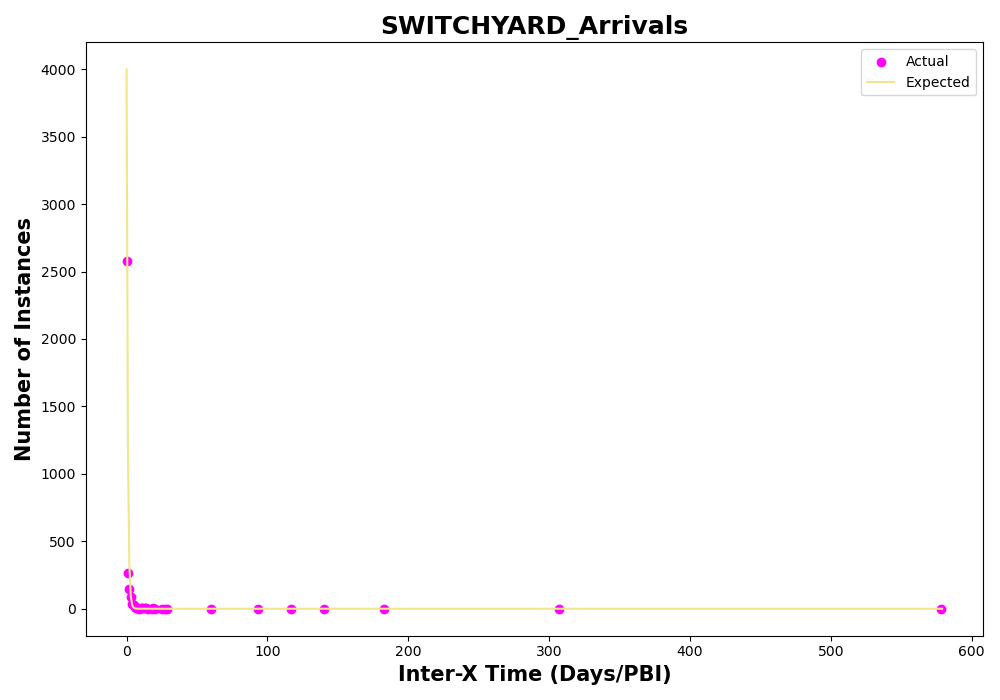 SWITCHYARD_Arrivals
Actual
Expected
Number of Instances
4000
3500
3000
2500
2000
1500
1000
500
0
0 100 200 300 400 500 600
Inter-X Time (Days/PBI)